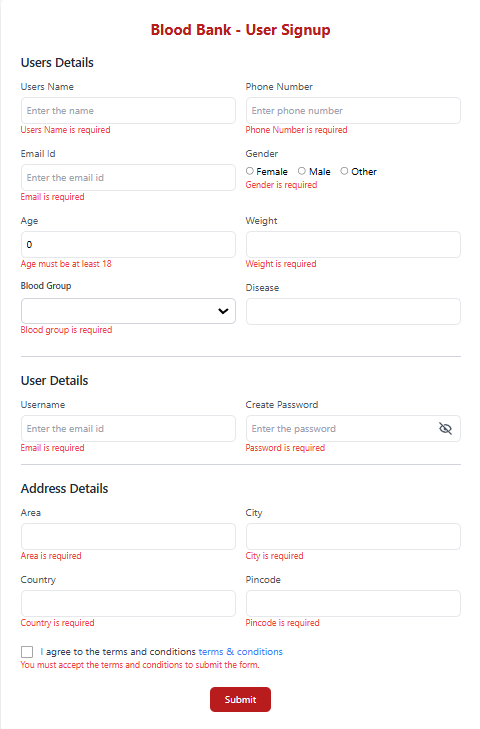 Blood Bank - User Signup
Users Details
Users Name
Phone Number
Enter the name
Enter phone number
Users Name is required
Phone Number is required
Email Id
Gender
Enter the email id
Female Male Other
Email is required
Gender is required
Age
Weight
0
Age must be at least 18
Weight is required
Blood Group
Disease
Blood group is required
User Details
Username
Create Password
Enter the email id
Enter the password
Email is required
Password is required
Address Details
Area
City
Area is required
City is required
Country
Pincode
Country is required
Pincode is required
I agree to the terms and conditions terms & conditions
You must accept the terms and conditions to submit the form.
Submit